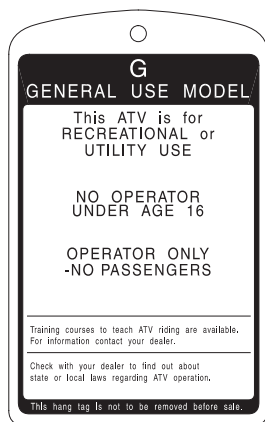 G
GENERAL USE MODEL
This ATV is for
RECREATIONAL or
UTILITY USE
NO OPERATOR
UNDER AGE 16
OPERATOR ONLY
-NO PASSENGERS
Training courses to teach ATV riding are available.
For information contact your dealer.
Check with your dealer to find out about
state or local laws regarding ATV operation.
This hang tag is not to be removed before sale.